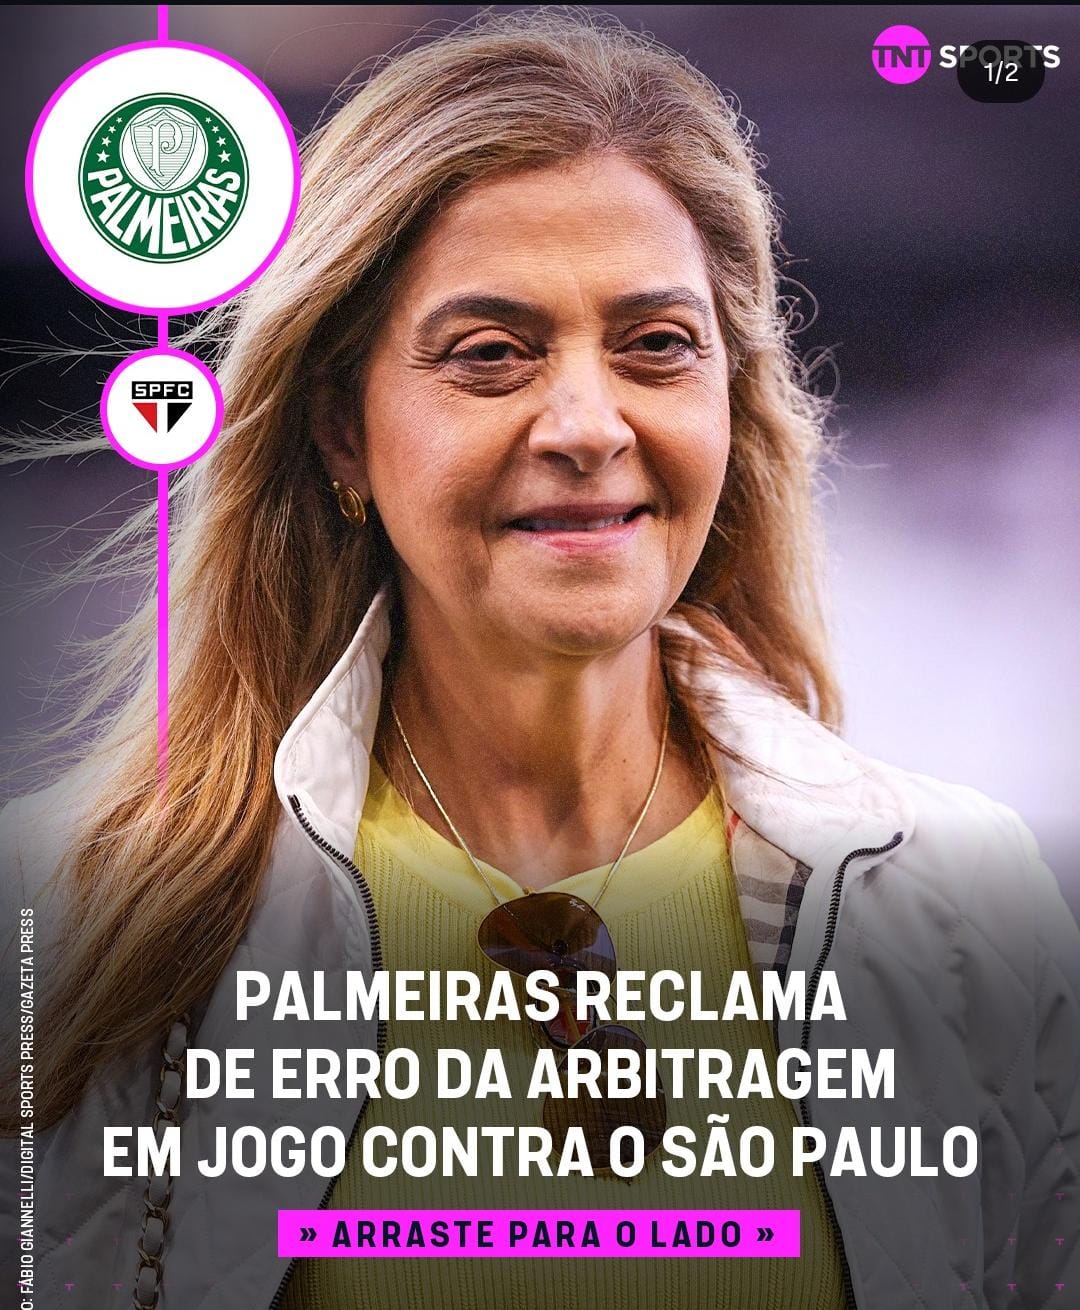 TNT SPORTS
1/2
P
PALMEIRAS
SPFC
PALMEIRAS RECLAMA
DE ERRO DA ARBITRAGEM
EM JOGO CONTRA O SÃO PAULO
» ARRASTE PARA O LADO »
O: FÁBIO GIANNELLI/DIGITAL SPORTS PRESS/GAZETA PRESS